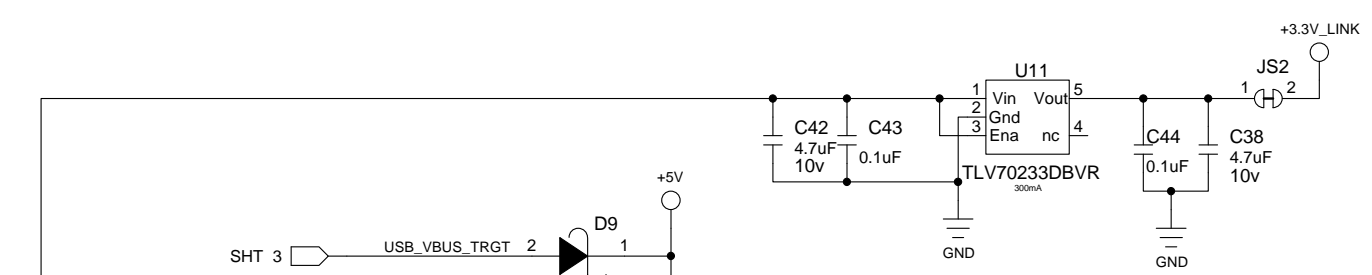 +3.3V_LINK
U11
JS2
1
Vin
Vout
5
1
2
2
Gnd
3
Ena
nc
4
C42
4.7uF
10v
C43
0.1uF
C44
0.1uF
C38
4.7uF
10v
TLV70233DBVR
300mA
+5V
D9
SHT 3
USB_VBUS_TRGT
2
1
GND
GND